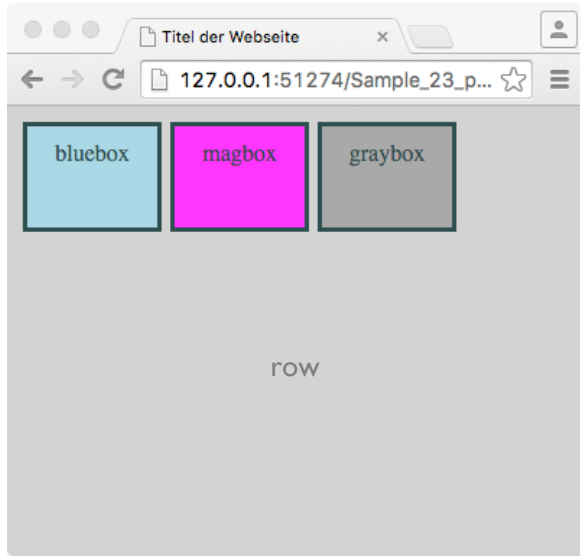 Titel der Webseite
127.0.0.1:51274/Sample_23_p...
bluebox magbox graybox
row